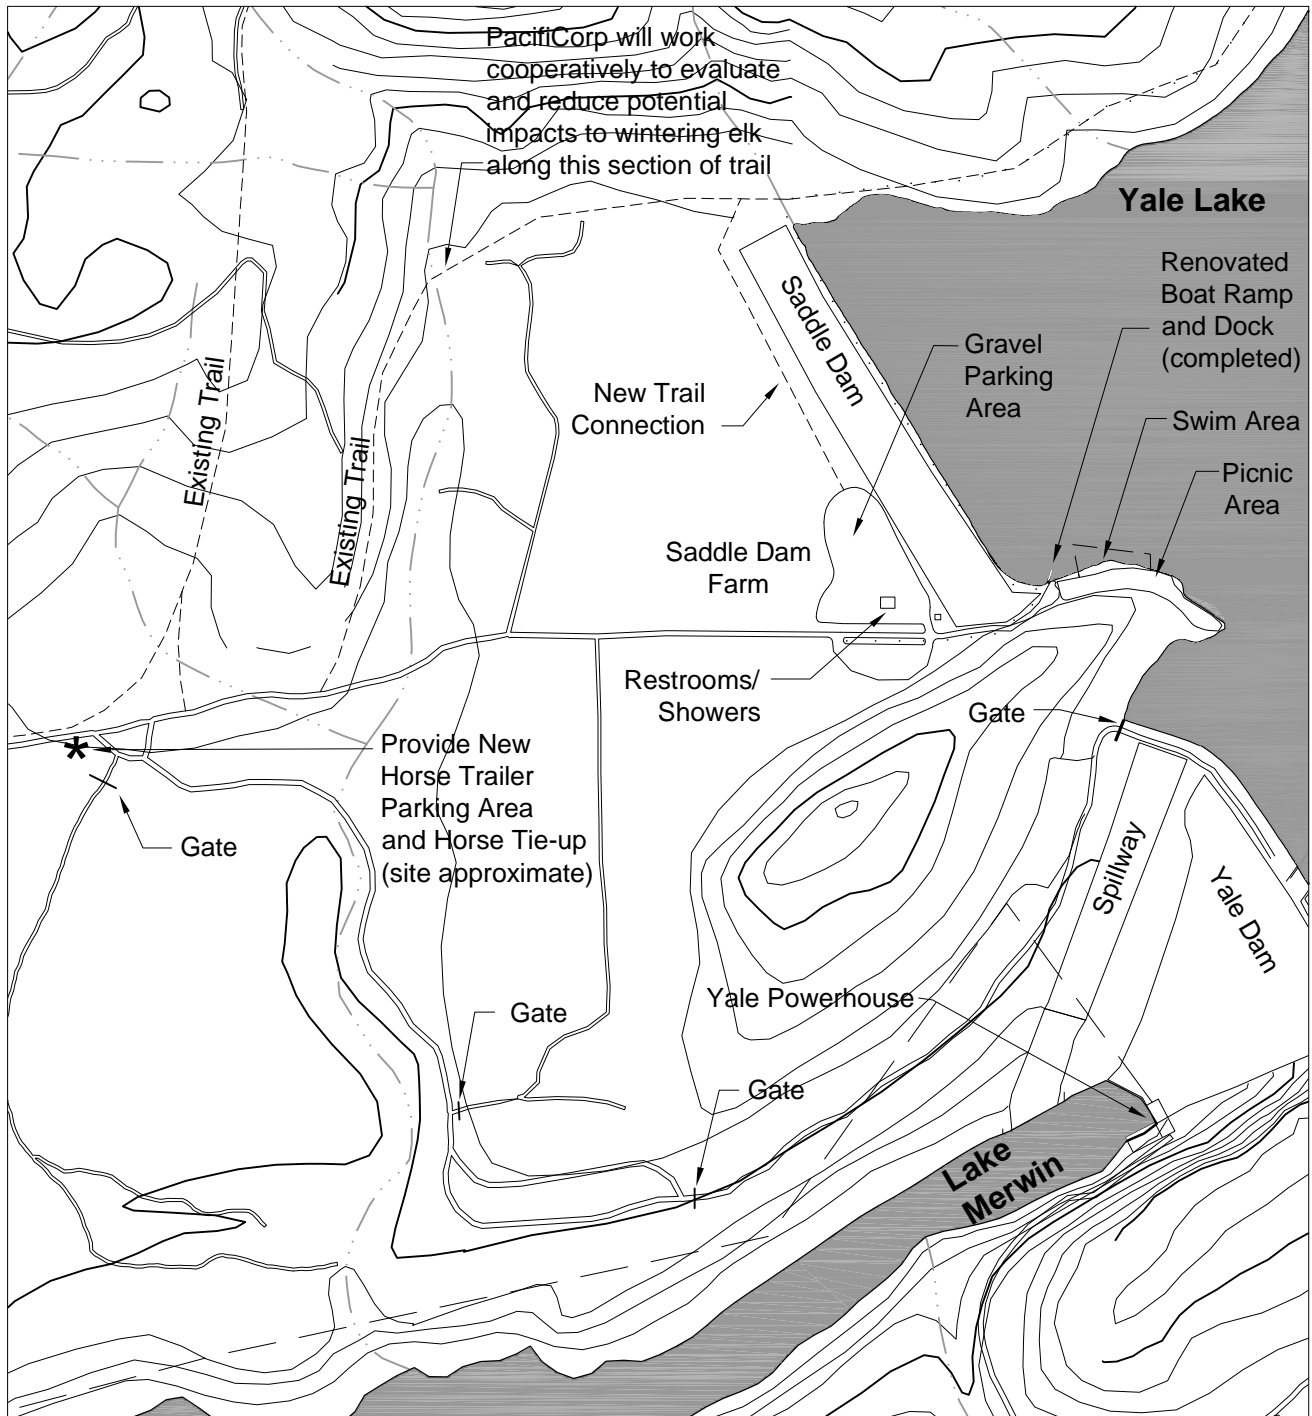 PacifiCorp will work
cooperatively to evaluate
and reduce potential
impacts to wintering elk
along this section of trail
Yale Lake
Renovated
Boat Ramp
and Dock
(completed)
Saddle Dam
Gravel
Parking
Area
New Trail
Connection
Swim Area
Existing Trail
Existing Trail
Picnic
Area
Saddle Dam
Farm
Restrooms/
Showers
Gate
*
Provide New
Horse Trailer
Parking Area
and Horse Tie-up
(site approximate)
Gate
Spillway
Yale Dam
Yale Powerhouse
Gate
Gate
Lake
Merwin